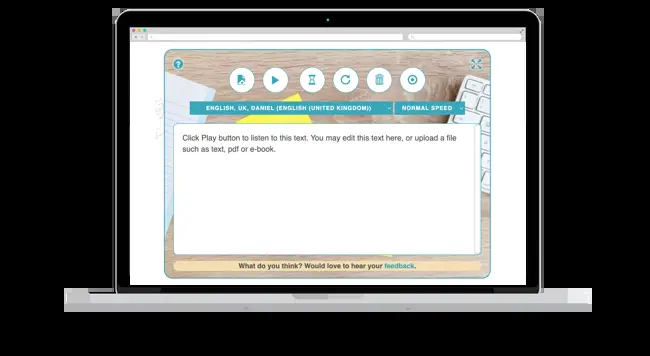 ?
ENGLISH, UK, DANIEL (ENGLISH (UNITED KINGDOM))
NORMAL SPEED
Click Play button to listen to this text. You may edit this text here, or upload a file
such as text, pdf or e-book.
What do you think? Would love to hear your feedback.